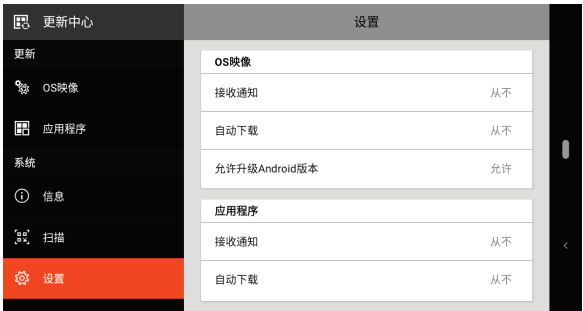 更新中心
设置
更新
OS映像
应用程序
系统
信息
扫描
设置
OS映像
接收通知 从不
自动下载 从不
允许升级Android版本 允许
应用程序
接收通知 从不
自动下载 从不